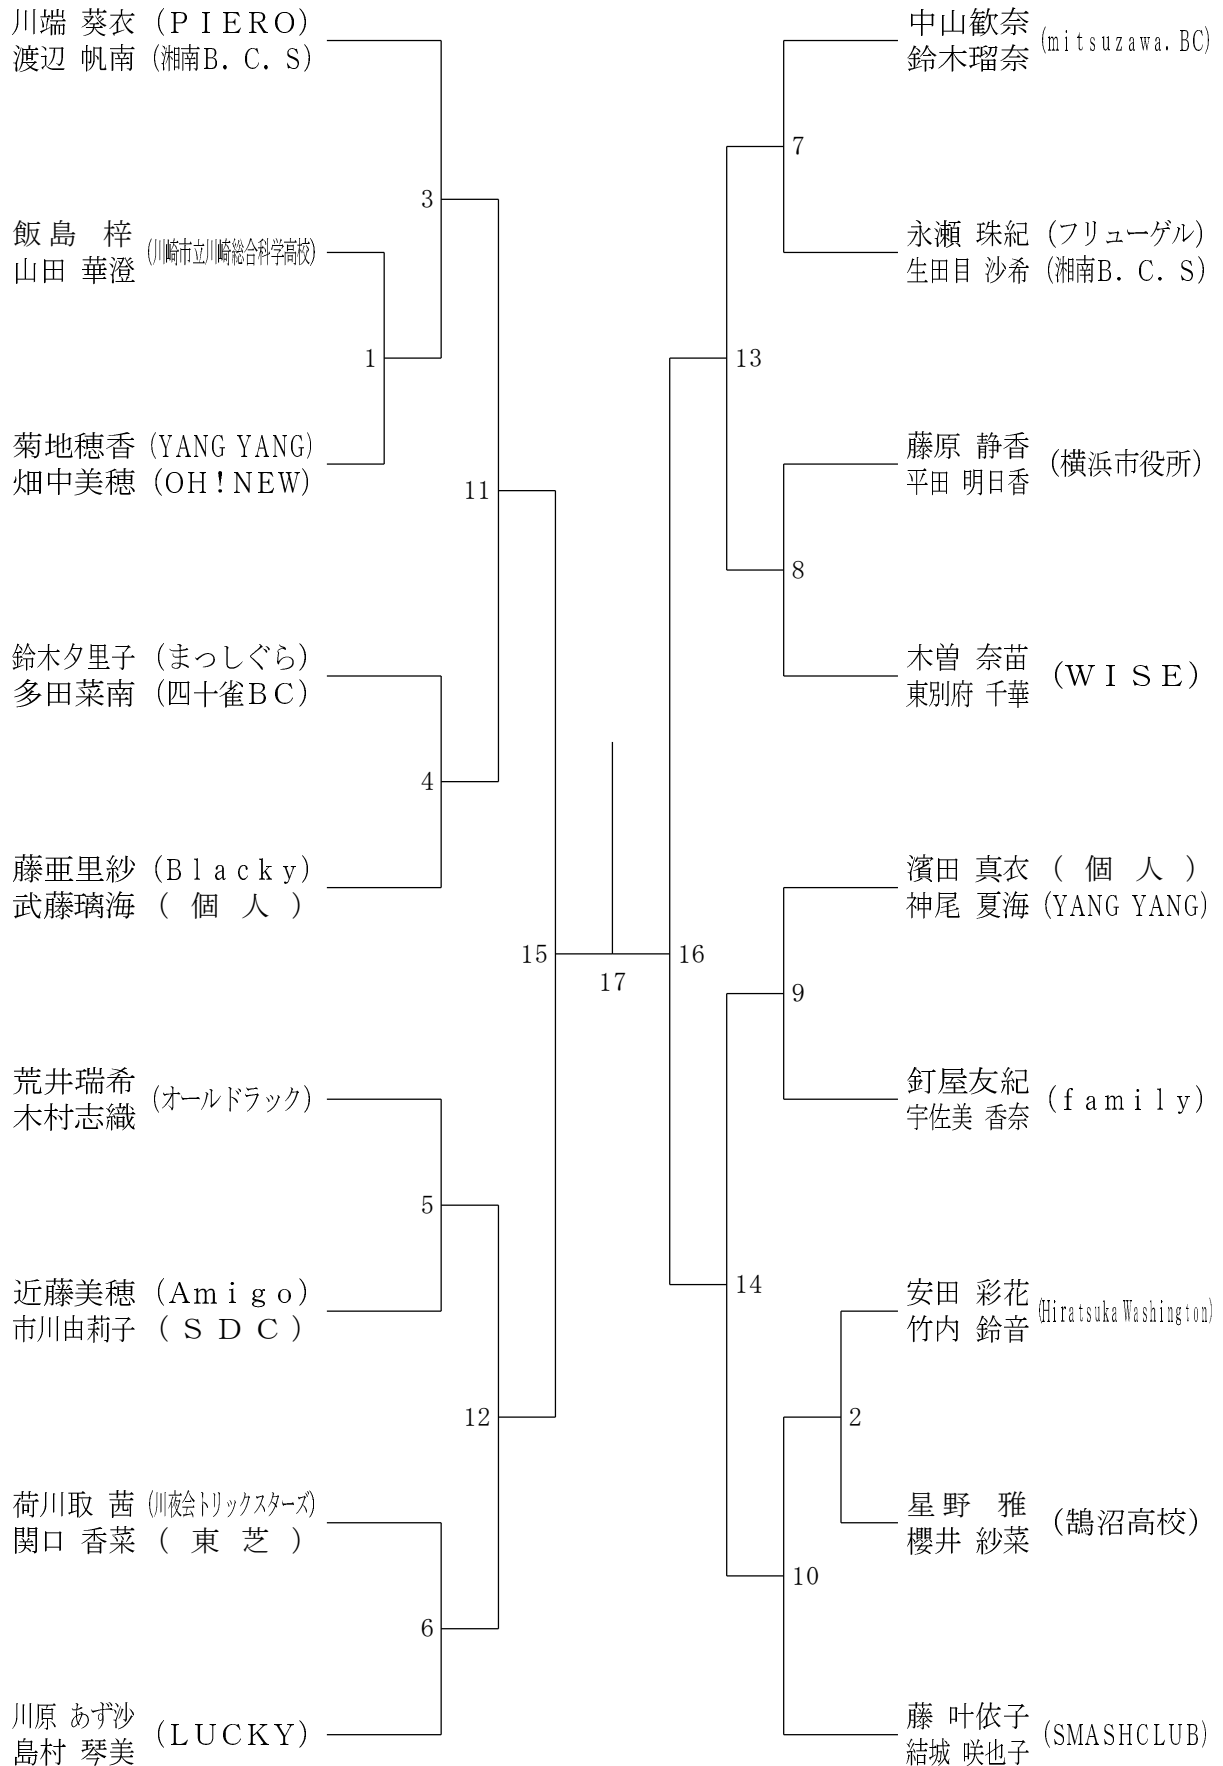 川端 葵衣 (ＰＩＥＲＯ)
渡辺 帆南 (湘南Ｂ．Ｃ．Ｓ)
3
飯島 梓 (川崎市立川崎総合科学高校)
山田 華澄
1
菊地穂香 (YANG YANG)
畑中美穂 (OH！NEW)
11
鈴木夕里子 (まっしぐら)
多田菜南 (四十雀ＢＣ)
4
藤亜里紗 (Ｂｌａｃｋｙ)
武藤璃海 (個人)
15
17
荒井瑞希 (オールドラック)
木村志織
5
近藤美穂 (Ａｍｉｇｏ)
市川由莉子 (ＳＤＣ)
12
荷川取 茜 (川夜会トリックスターズ)
関口 香菜 (東芝)
6
川原 あず沙 (ＬＵＣＫＹ)
島村 琴美
中山歓奈 (mitsuzawa.BC)
鈴木瑠奈
7
永瀬 珠紀 (フリューゲル)
生田目 沙希 (湘南Ｂ．Ｃ．Ｓ)
13
藤原 静香 (横浜市役所)
平田 明日香
8
木曽 奈苗 (ＷＩＳＥ)
東別府 千華
濱田 真衣 (個人)
神尾 夏海 (YANG YANG)
16
9
釘屋友紀 (ｆａｍｉｌｙ)
宇佐美 香奈
14
安田 彩花 (Hiratsuka Washington)
竹内 鈴音
2
星野 雅 (鵠沼高校)
櫻井 紗菜
10
藤 叶依子 (SMASHCLUB)
結城 咲也子